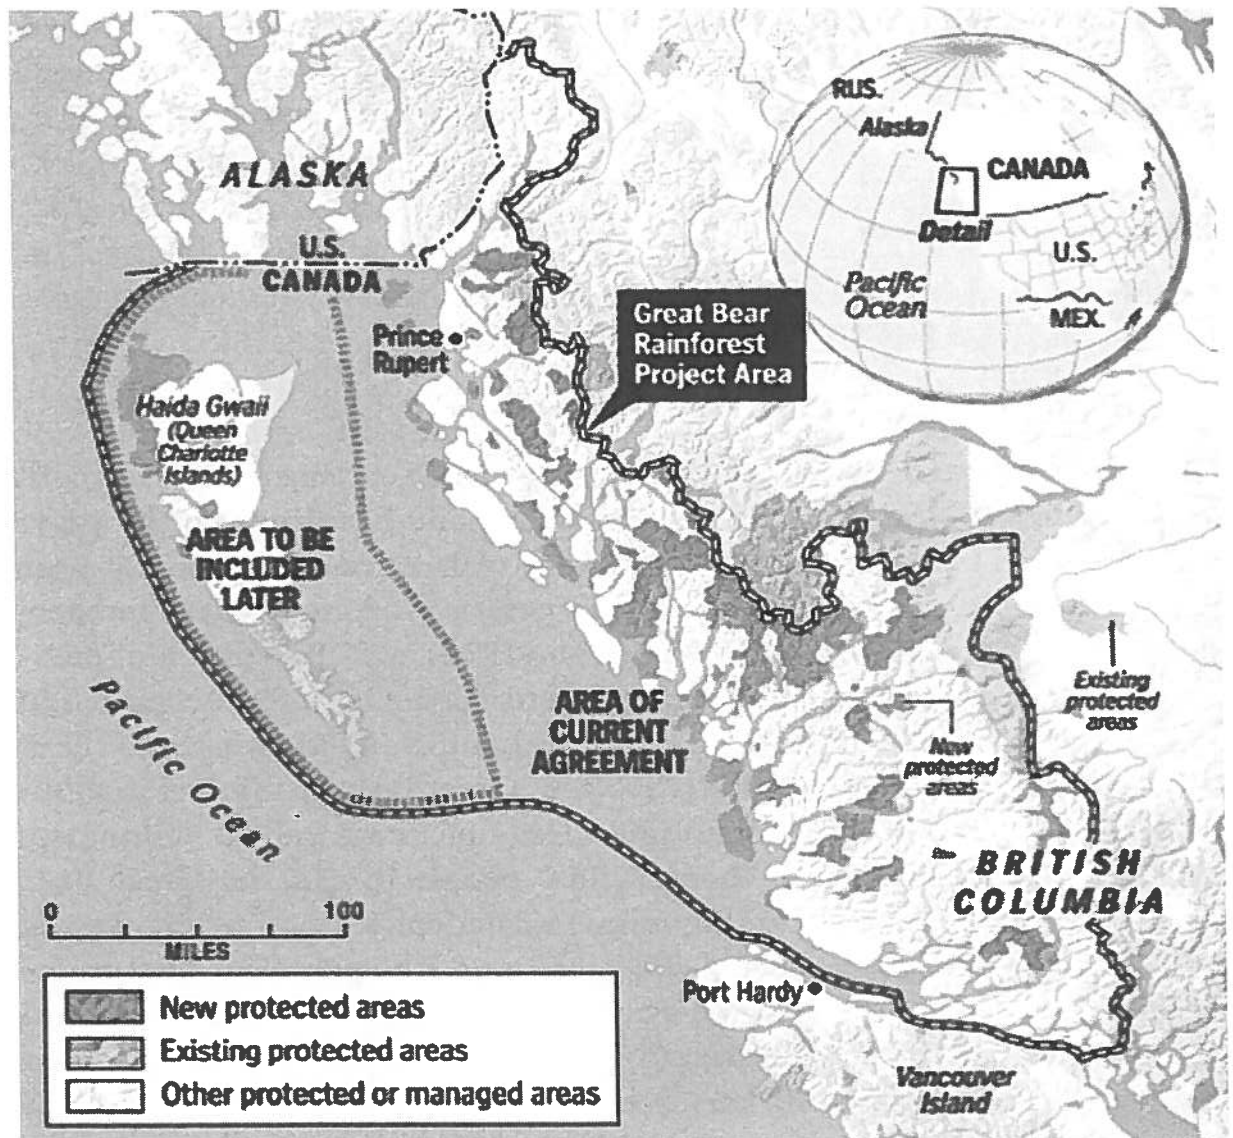 RUS.
Alaska
CANADA
Detail
U.S.
Pacific
Ocean
MEX.
ALASKA
U.S.
CANADA
Prince
Rupert
Great Bear
Rainforest
Project Area
Haida Gwaii
(Queen
Charlotte
Islands)
AREA TO BE
INCLUDED
LATER
AREA OF
CURRENT
AGREEMENT
Existing
protected
areas
New
protected
areas
Pacific Ocean
BRITISH
COLUMBIA
0 100
MILES
Port Hardy
Vancouver
Island
New protected areas
Existing protected areas
Other protected or managed areas